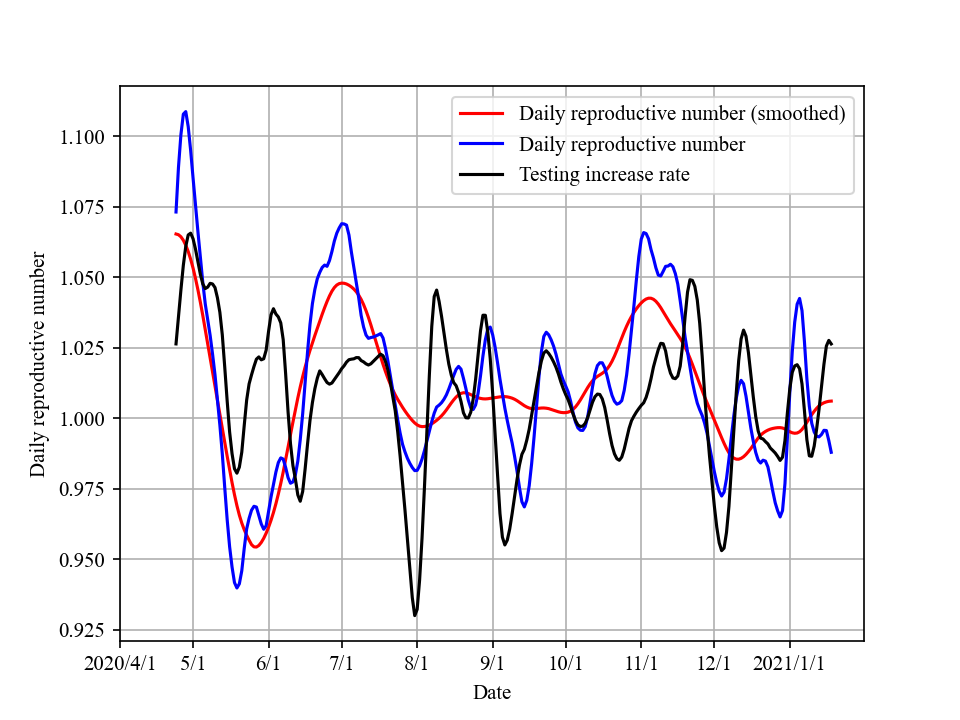 Daily reproductive number (smoothed)
Daily reproductive number
Testing increase rate
Daily reproductive number
1.100
1.075
1.050
1.025
1.000
0.975
0.950
0.925
2020/4/1 5/1 6/1 7/1 8/1 9/1 10/1 11/1 12/1 2021/1/1
Date